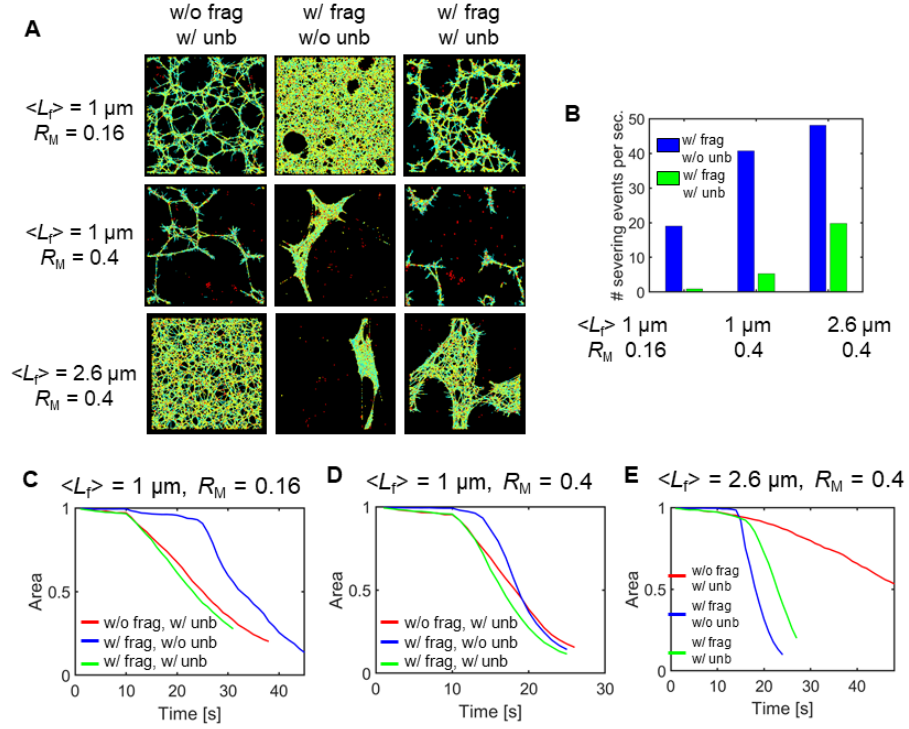 A
w/o frag
w/ unb
w/ frag
w/o unb
w/ frag
w/ unb
<Lf> = 1 µm
RM = 0.16
<Lf> = 1 µm
RM = 0.4
<Lf> = 2.6 µm
RM = 0.4
B
# severing events per sec.
50
40
30
20
10
0
w/ frag
w/o unb
w/ frag
w/ unb
<Lf> 1 µm 1 µm 2.6 µm
RM 0.16 0.4 0.4
C <Lf> = 1 µm, RM = 0.16
Area
1
0.5
0
w/o frag, w/ unb
w/ frag, w/o unb
w/ frag, w/ unb
0 10 20 30 40
Time [s]
D <Lf> = 1 µm, RM = 0.4
Area
1
0.5
0
w/o frag, w/ unb
w/ frag, w/o unb
w/ frag, w/ unb
0 10 20 30
Time [s]
E <Lf> = 2.6 µm, RM = 0.4
Area
1
0.5
0
w/o frag
w/ unb
w/ frag
w/o unb
w/ frag
w/ unb
0 10 20 30 40
Time [s]